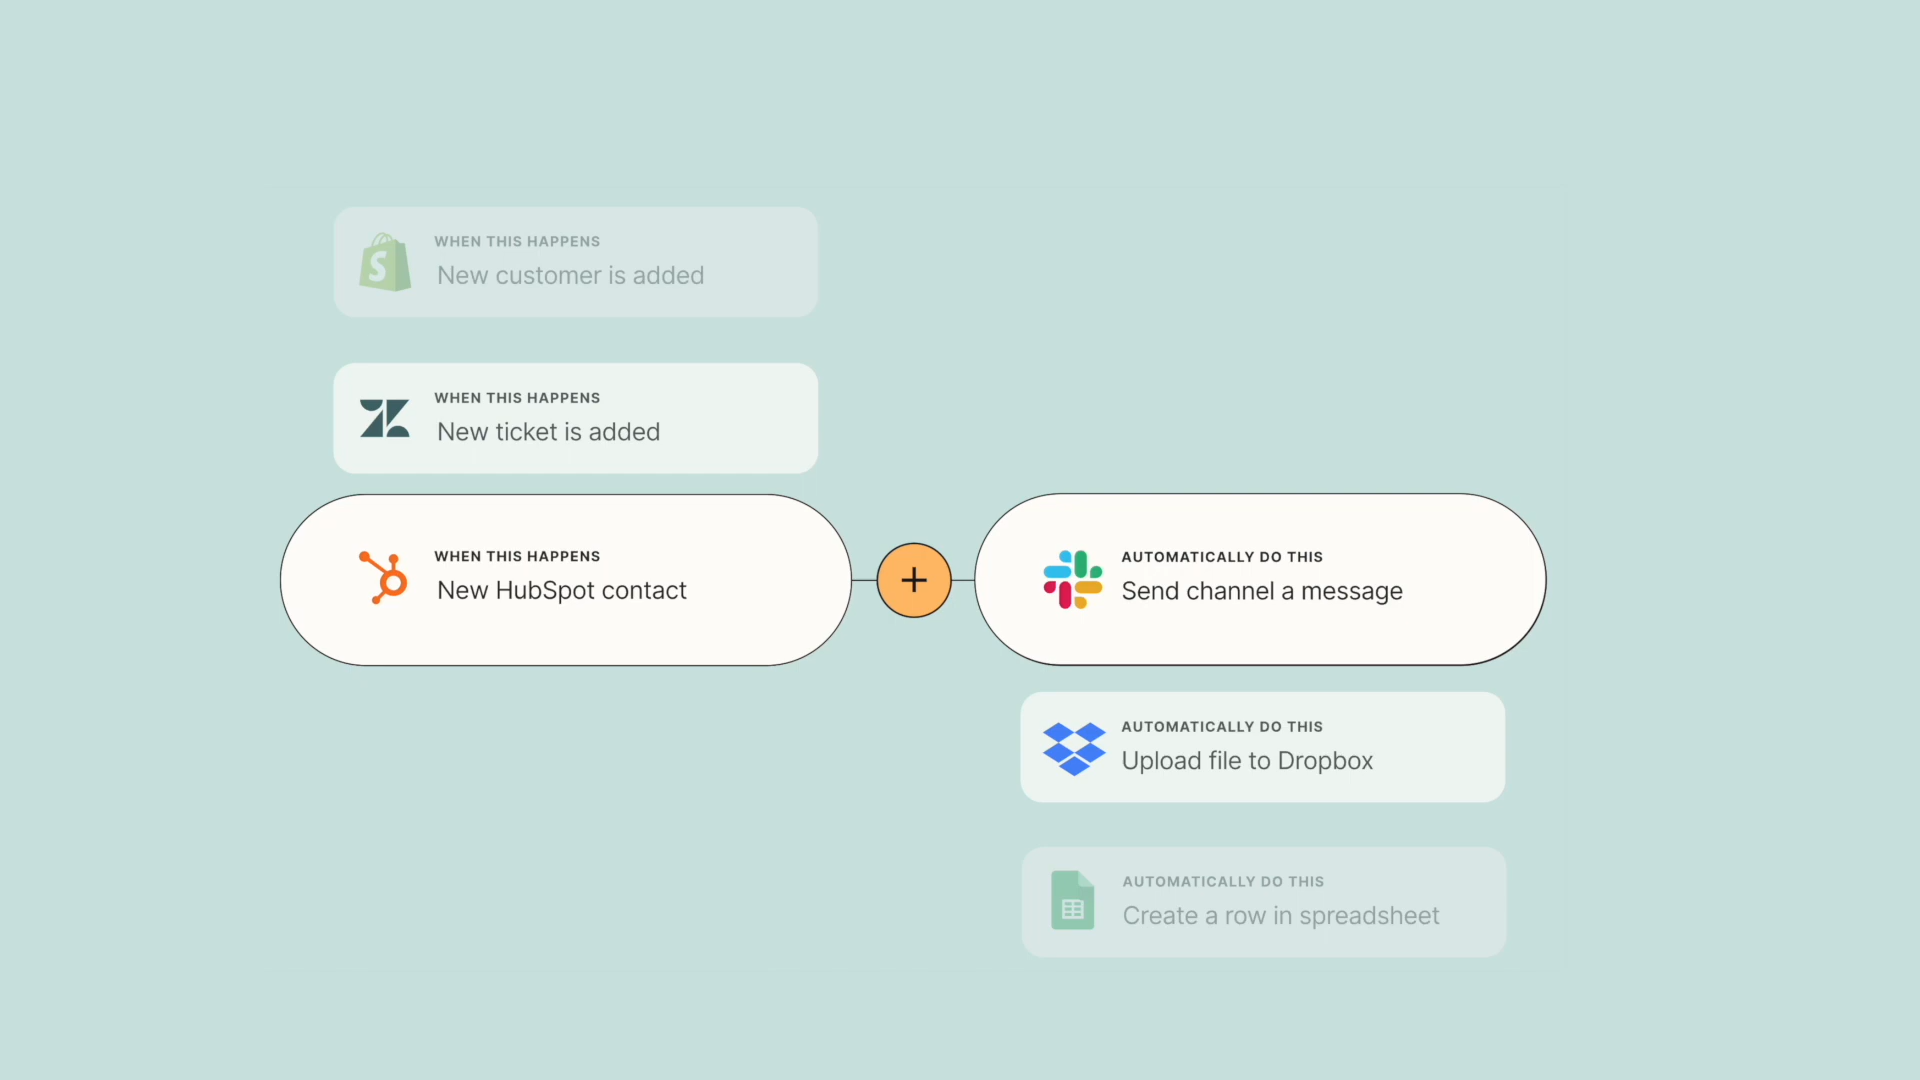 WHEN THIS HAPPENS
New customer is added
WHEN THIS HAPPENS
New ticket is added
WHEN THIS HAPPENS
New HubSpot contact
AUTOMATICALLY DO THIS
Send channel a message
AUTOMATICALLY DO THIS
Upload file to Dropbox
AUTOMATICALLY DO THIS
Create a row in spreadsheet